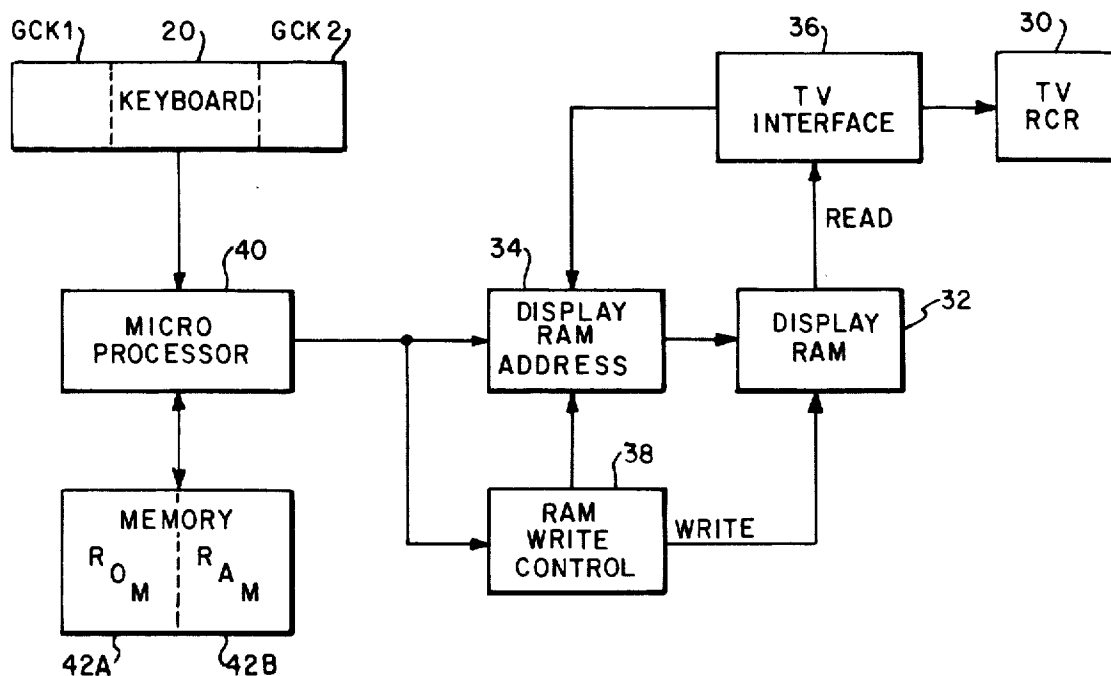 GCK1 20 GCK2
KEYBOARD
36
TV
INTERFACE
30
TV
RCR
READ
40
MICRO
PROCESSOR
34
DISPLAY
RAM
ADDRESS
DISPLAY
RAM
32
MEMORY
ROM
RAM
42A 42B
38
RAM
WRITE
CONTROL
WRITE